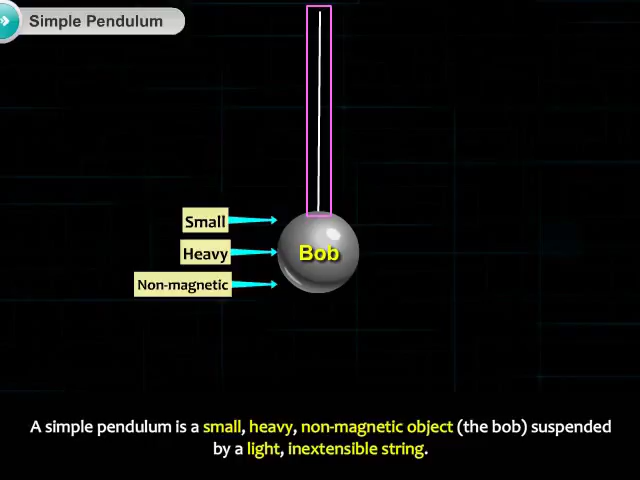 Simple Pendulum
Small
Heavy
Bob
Non-magnetic
A simple pendulum is a small, heavy, non-magnetic object (the bob) suspended
by a light, inextensible string.